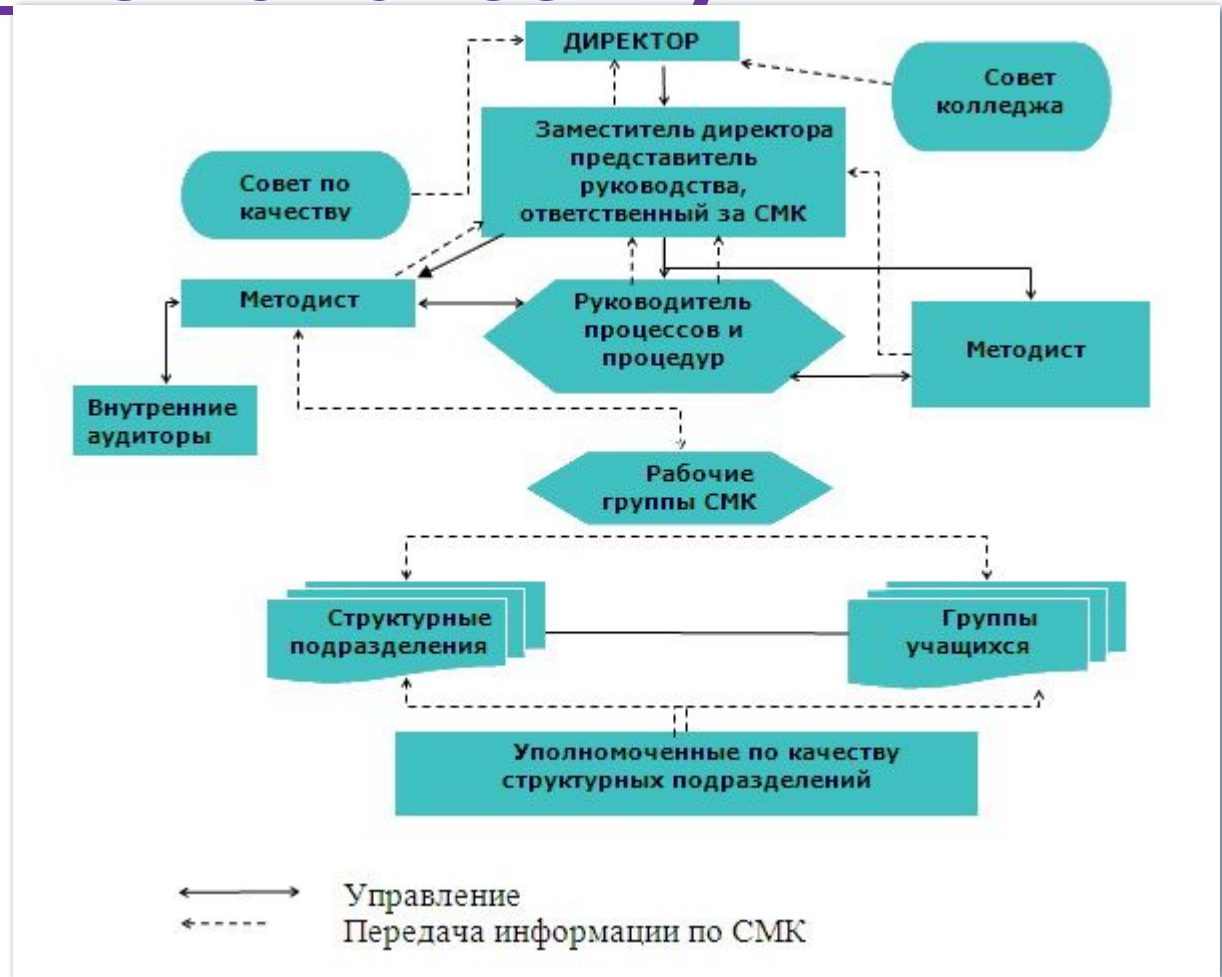 ДИРЕКТОР
Совет
колледжа
Заместитель директора
представитель
руководства,
ответственный за СМК
Совет по
качеству
Методист
Руководитель
процессов и
процедур
Методист
Внутренние
аудиторы
Рабочие
группы СМК
Структурные
подразделения
Группы
учащихся
Уполномоченные по качеству
структурных подразделений
Управление
Передача информации по СМК